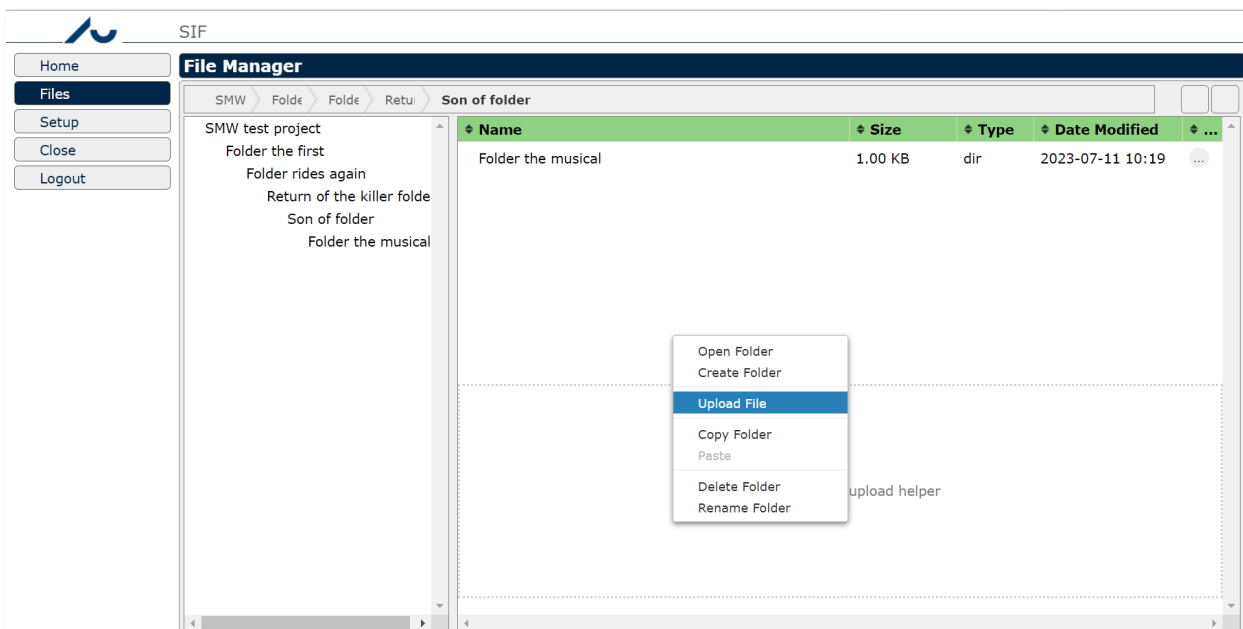 SIF
Home
Files
Setup
Close
Logout
File Manager
SMW Folde Folde Retu Son of folder
SMW test project
Folder the first
Folder rides again
Return of the killer folde
Son of folder
Folder the musical
Name Size Type Date Modified ...
Folder the musical 1.00 KB dir 2023-07-11 10:19 ...
Open Folder
Create Folder
Upload File
Copy Folder
Paste
Delete Folder
Rename Folder
upload helper